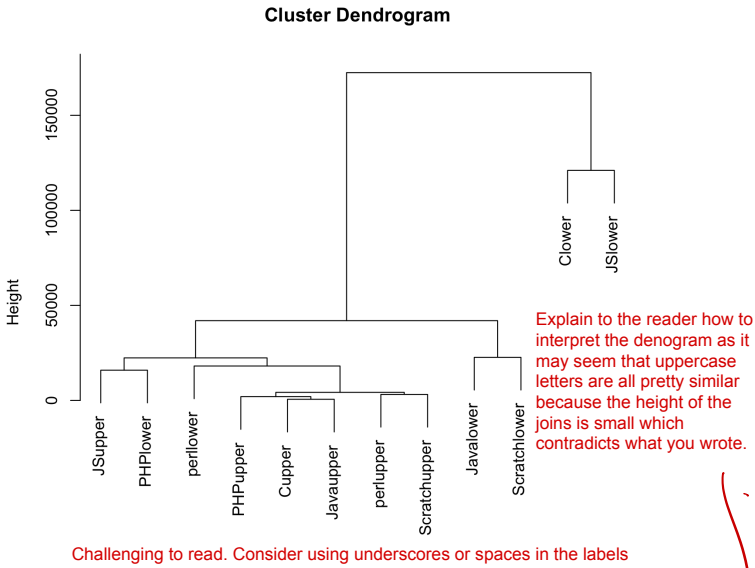 Cluster Dendrogram
Height
150000
100000
50000
0
Clower
JSlower
JSupper
PHPlower
perllower
PHPupper
Cupper
Javaupper
perlupper
Scratchupper
Javalower
Scratchlower
Explain to the reader how to
interpret the denogram as it
may seem that uppercase
letters are all pretty similar
because the height of the
joins is small which
contradicts what you wrote.
Challenging to read. Consider using underscores or spaces in the labels